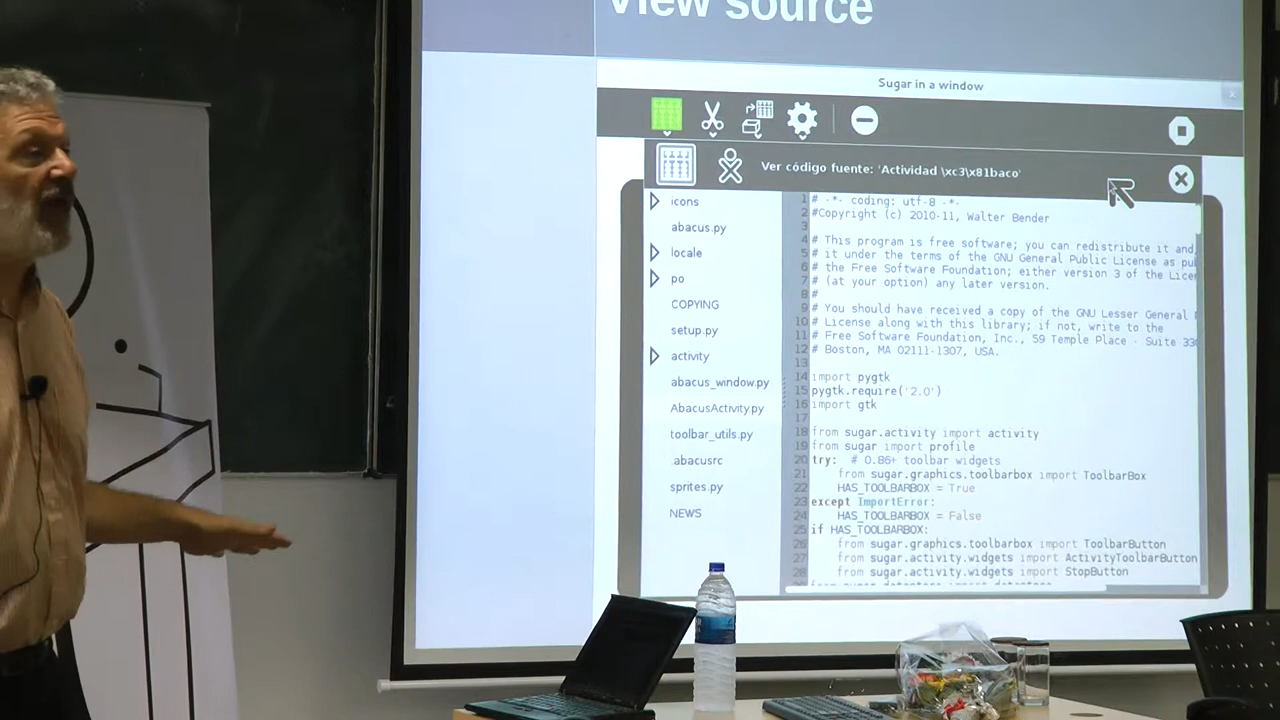 View source
Sugar in a window
Ver código fuente: 'Actividad \xc3\x81baco'
icons
abacus.py
locale
po
COPYING
setup.py
activity
abacus_window.py
AbacusActivity.py
toolbar_utils.py
.abacusrc
sprites.py
NEWS
1 # -*- coding: utf-8 -*-
2 #Copyright (c) 2010-11, Walter Bender
3
4 # This program is free software; you can redistribute it and
5 # it under the terms of the GNU General Public License as
6 # the Free Software Foundation; either version 3 of the
7 # (at your option) any later version.
8 #
9 # You should have received a copy of the GNU Lesser General
10 # License along with this library; if not, write to the
11 # Free Software Foundation, Inc., 59 Temple Place - Suite
12 # Boston, MA 02111-1307, USA.
13
14 import pygtk
15 pygtk.require('2.0')
16 import gtk
17
18 from sugar.activity import activity
19 from sugar import profile
20 try:  # 0.86+ toolbar widgets
21     from sugar.graphics.toolbarbox import ToolbarBox
22     HAS_TOOLBARBOX = True
23 except ImportError:
24     HAS_TOOLBARBOX = False
25 if HAS_TOOLBARBOX:
26     from sugar.graphics.toolbarbox import ToolbarButton
27     from sugar.activity.widgets import ActivityToolbarButton
28     from sugar.activity.widgets import StopButton